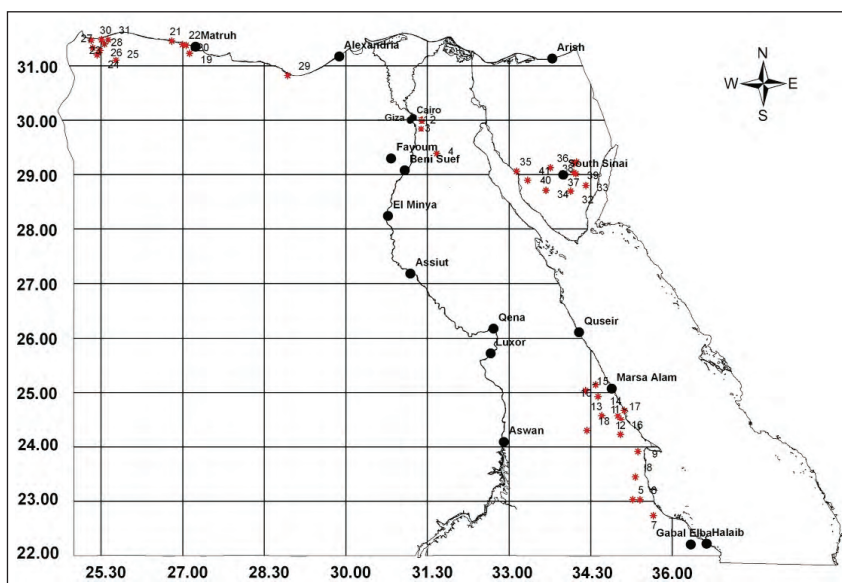 27 30 31 21 22 Matruh
28 20
23 26 25 19
24
29
Alexandria
Arish
N
W E
S
31.00
Cairo
Giza 1 2
3
30.00
4
Fayoum
Beni Suef
35 36 38 South Sinai
41 37 39
40 33
34 32
29.00
El Minya
28.00
Assiut
27.00
Qena
Quseir
26.00
Luxor
Marsa Alam
15
25.00
14 17
13 11
18 12 16
Aswan
24.00
9
8
5 6
23.00
7
Gabal Elba Halaib
22.00
25.30 27.00 28.30 30.00 31.30 33.00 34.30 36.00